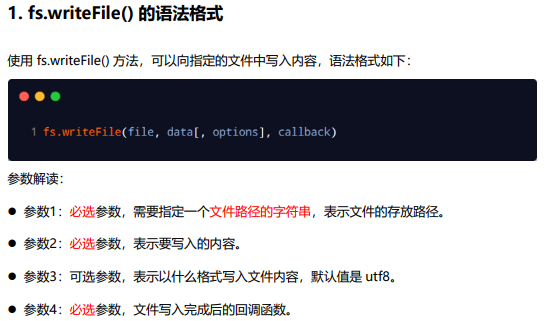 1. fs.writeFile() 的语法格式
使用 fs.writeFile() 方法，可以向指定的文件中写入内容，语法格式如下：
1 fs.writeFile(file, data[, options], callback)
参数解读：
● 参数1：必选参数，需要指定一个文件路径的字符串，表示文件的存放路径。
● 参数2：必选参数，表示要写入的内容。
● 参数3：可选参数，表示以什么格式写入文件内容，默认值是 utf8。
● 参数4：必选参数，文件写入完成后的回调函数。